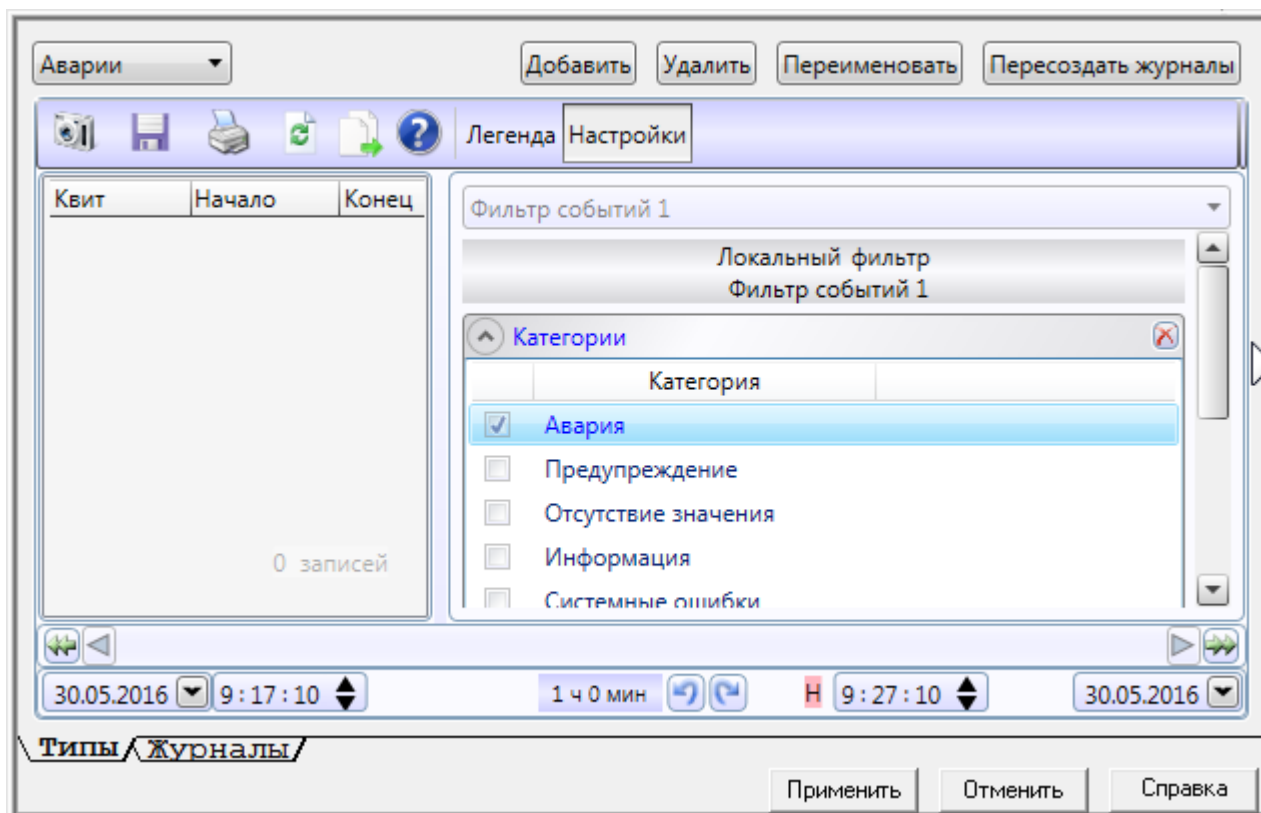 Аварии
Добавить Удалить Переименовать Пересоздать журналы
Легенда Настройки
Квит Начало Конец
0 записей
Фильтр событий 1
Локальный фильтр
Фильтр событий 1
Категории
Категория
Авария
Предупреждение
Отсутствие значения
Информация
Системные ошибки
30.05.2016 9:17:10 1 ч 0 мин Н 9:27:10 30.05.2016
Типы Журналы
Применить Отменить Справка